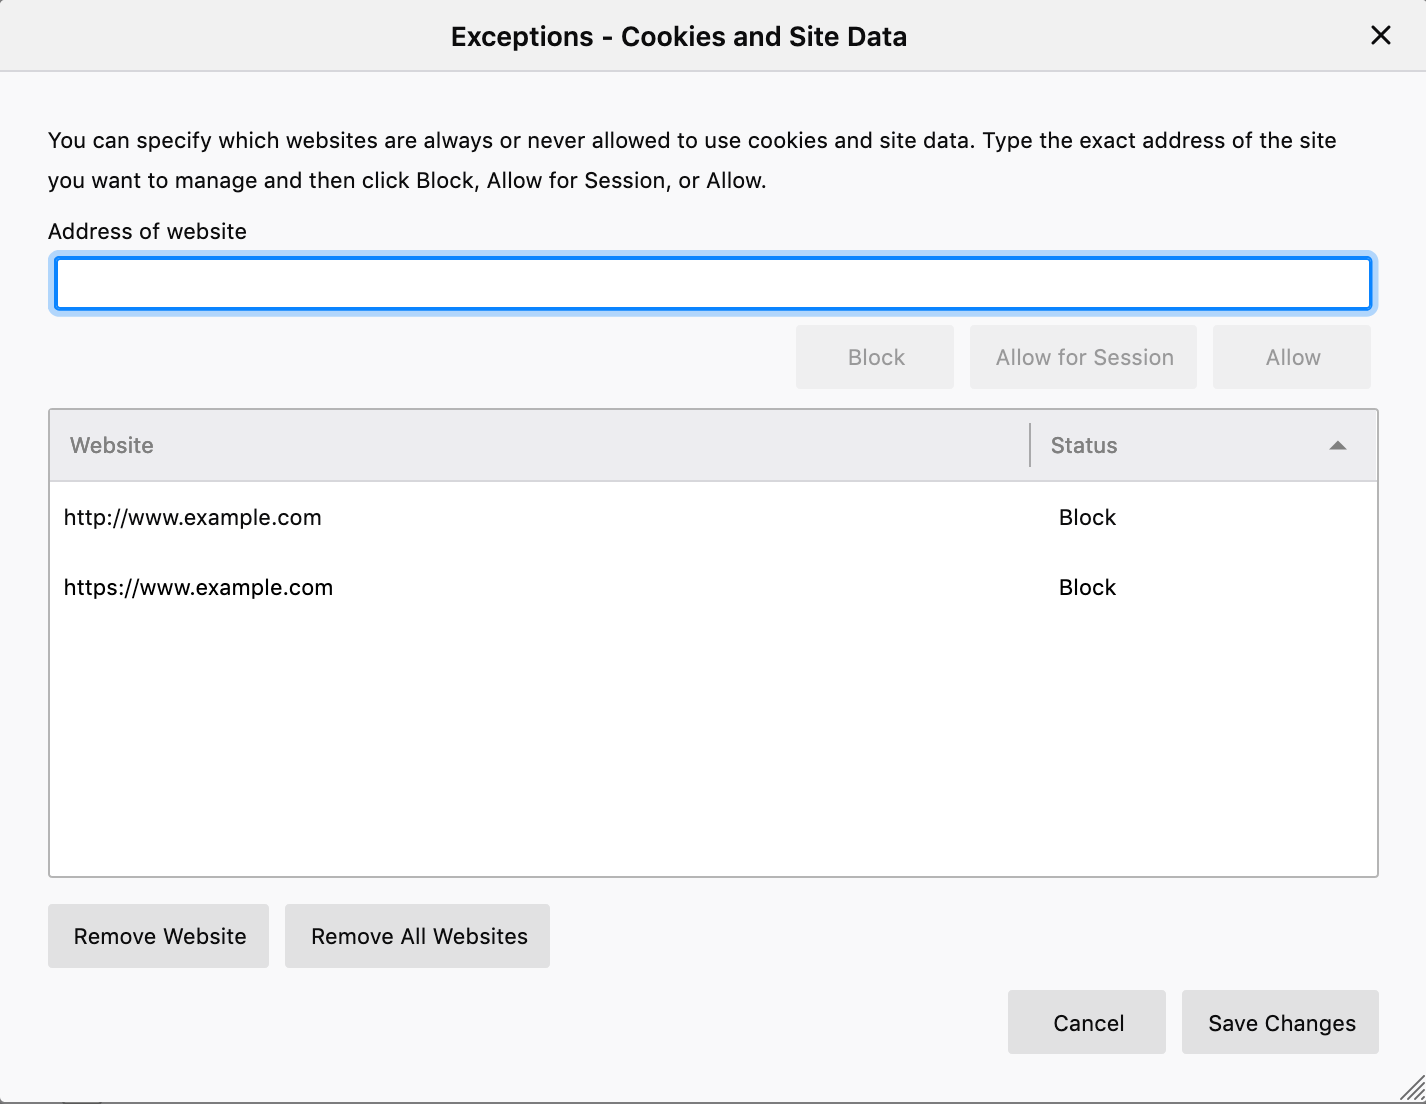 Exceptions - Cookies and Site Data
You can specify which websites are always or never allowed to use cookies and site data. Type the exact address of the site
you want to manage and then click Block, Allow for Session, or Allow.
Address of website
Block Allow for Session Allow
Website Status
http://www.example.com Block
https://www.example.com Block
Remove Website Remove All Websites
Cancel Save Changes